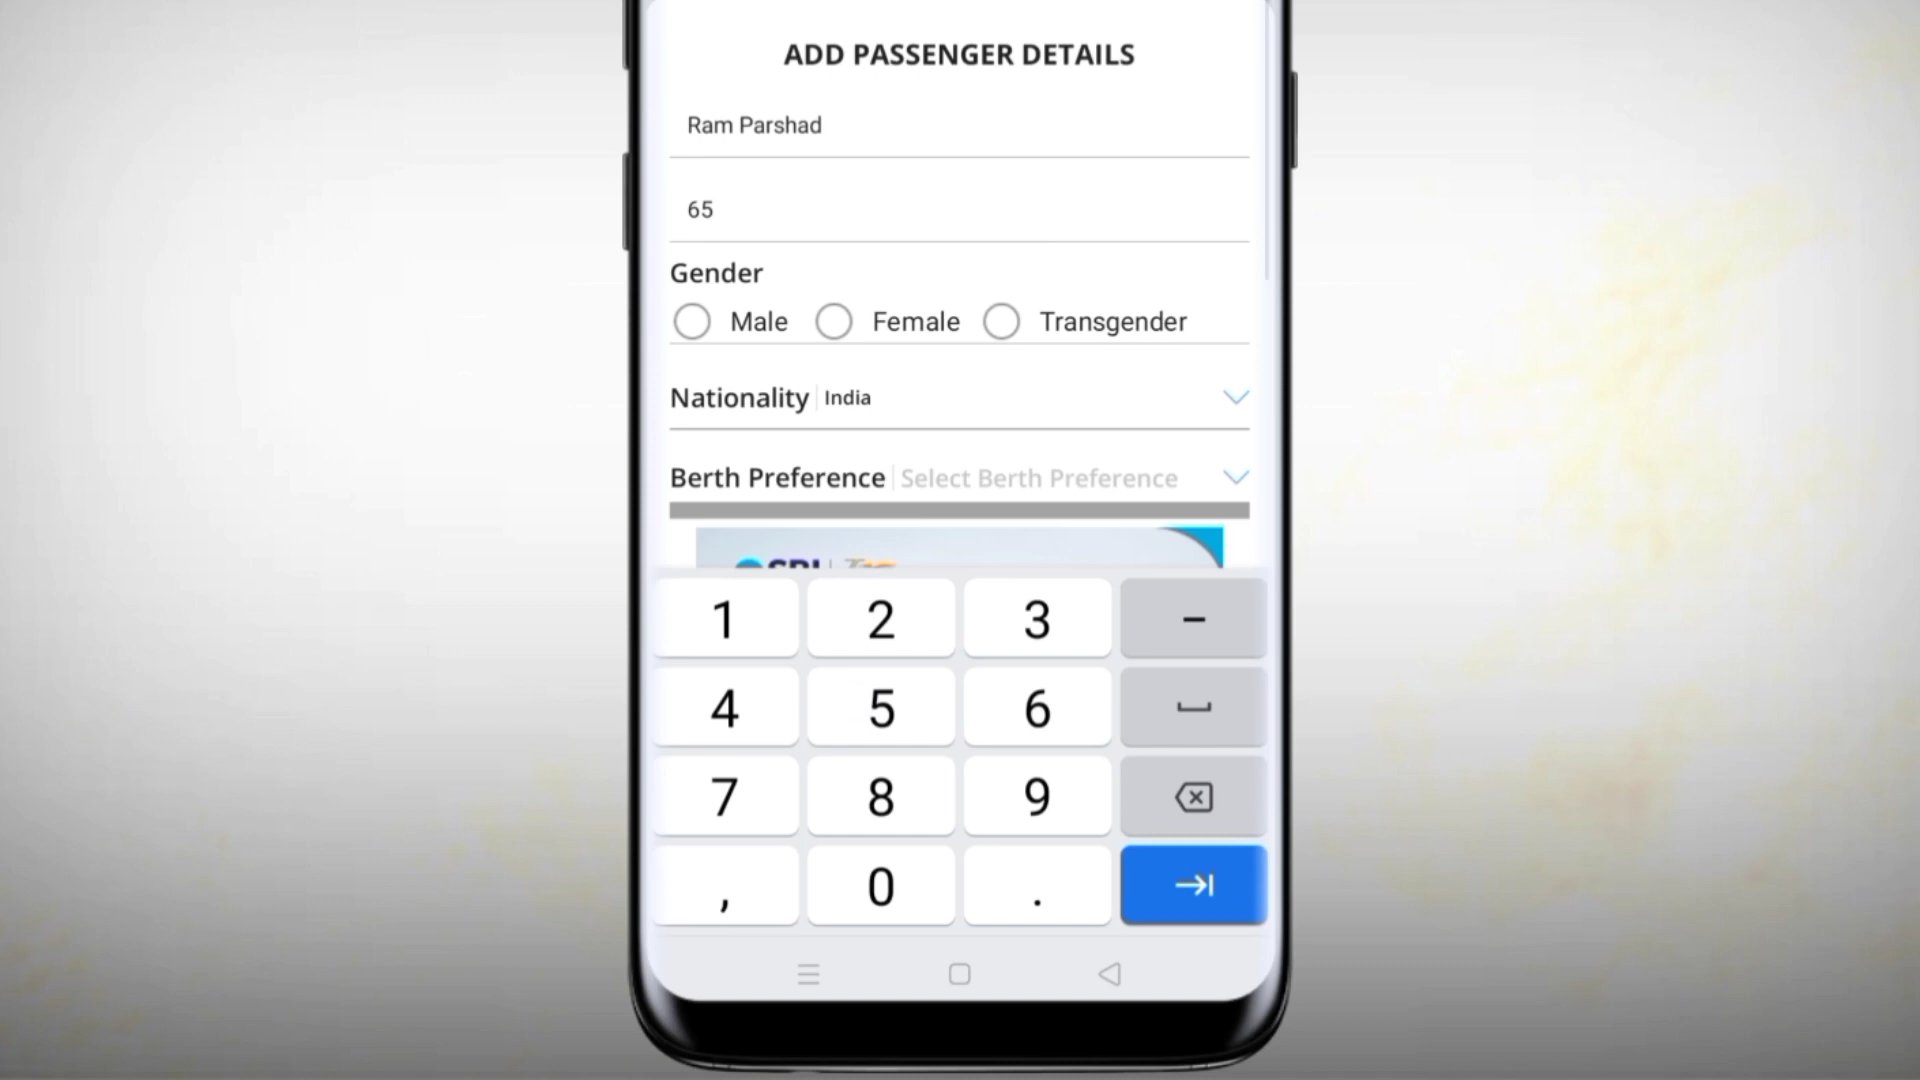 ADD PASSENGER DETAILS
Ram Parshad
65
Gender
Male Female Transgender
Nationality India
Berth Preference Select Berth Preference
SBI
1 2 3 -
4 5 6
7 8 9
, 0 .